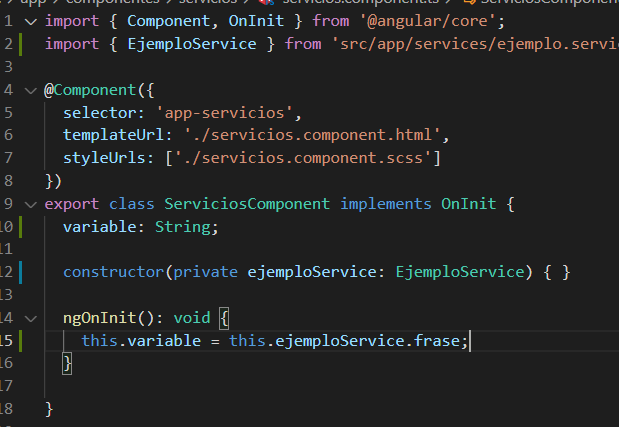 app > componentes > servicios > servicios.component.ts > ServiciosComponent
1 import { Component, OnInit } from '@angular/core';
2 import { EjemploService } from 'src/app/services/ejemplo.servi
3
4 @Component({
5 selector: 'app-servicios',
6 templateUrl: './servicios.component.html',
7 styleUrls: ['./servicios.component.scss']
8 })
9 export class ServiciosComponent implements OnInit {
10 variable: String;
11
12 constructor(private ejemploService: EjemploService) { }
13
14 ngOnInit(): void {
15 this.variable = this.ejemploService.frase;
16 }
17
18 }